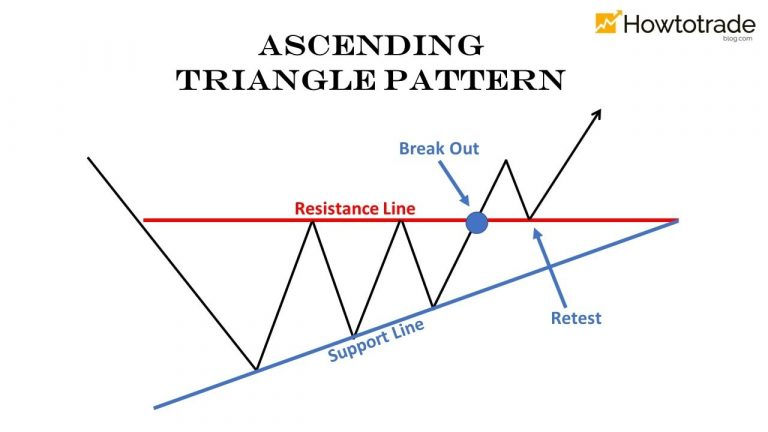 Howtotrade
blog.com
ASCENDING
TRIANGLE PATTERN
Break Out
Resistance Line
Support Line
Retest